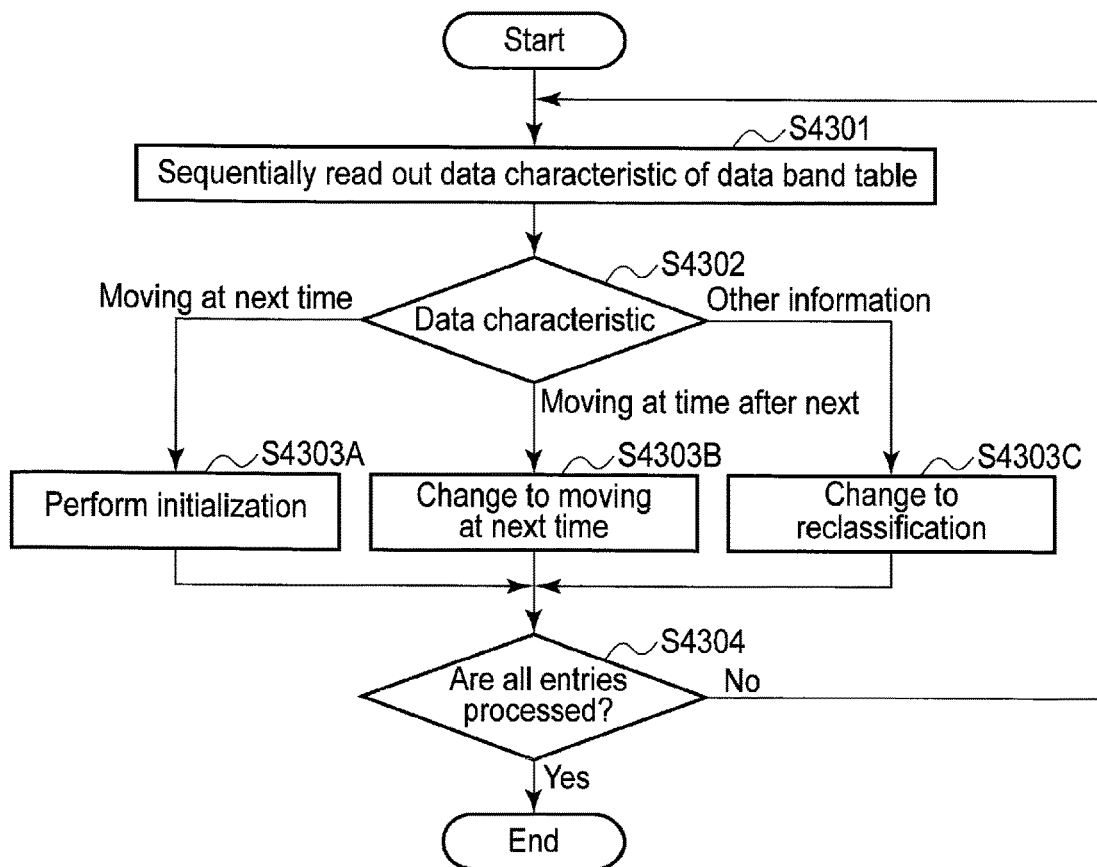 Start
S4301
Sequentially read out data characteristic of data band table
S4302
Moving at next time
Data characteristic
Other information
Moving at time after next
S4303A
Perform initialization
S4303B
Change to moving
at next time
S4303C
Change to
reclassification
S4304
Are all entries
processed?
No
Yes
End